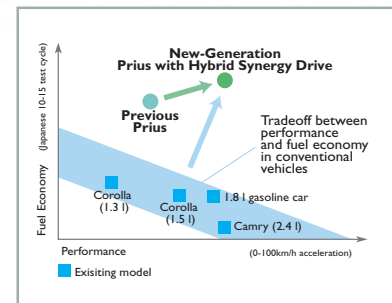 New-Generation
Prius with Hybrid Synergy Drive
(Japanese 10-15 test cycle)
Fuel Economy
Previous
Prius
Tradeoff between
performance
and fuel economy
in conventional
vehicles
Corolla
(1.3 l)
Corolla
(1.5 l)
1.8 l gasoline car
Camry (2.4 l)
Performance
(0-100km/h acceleration)
Exisiting model